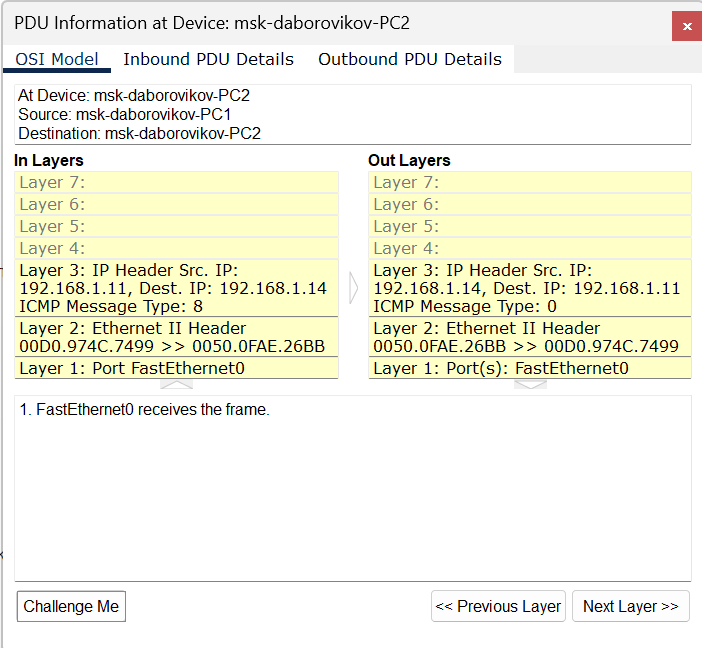 PDU Information at Device: msk-daborovikov-PC2
×
OSI Model Inbound PDU Details Outbound PDU Details
At Device: msk-daborovikov-PC2
Source: msk-daborovikov-PC1
Destination: msk-daborovikov-PC2
In Layers
Layer 7:
Layer 6:
Layer 5:
Layer 4:
Layer 3: IP Header Src. IP:
192.168.1.11, Dest. IP: 192.168.1.14
ICMP Message Type: 8
Layer 2: Ethernet II Header
00D0.974C.7499 >> 0050.0FAE.26BB
Layer 1: Port FastEthernet0
Out Layers
Layer 7:
Layer 6:
Layer 5:
Layer 4:
Layer 3: IP Header Src. IP:
192.168.1.14, Dest. IP: 192.168.1.11
ICMP Message Type: 0
Layer 2: Ethernet II Header
0050.0FAE.26BB >> 00D0.974C.7499
Layer 1: Port(s): FastEthernet0
1. FastEthernet0 receives the frame.
Challenge Me
<< Previous Layer
Next Layer >>